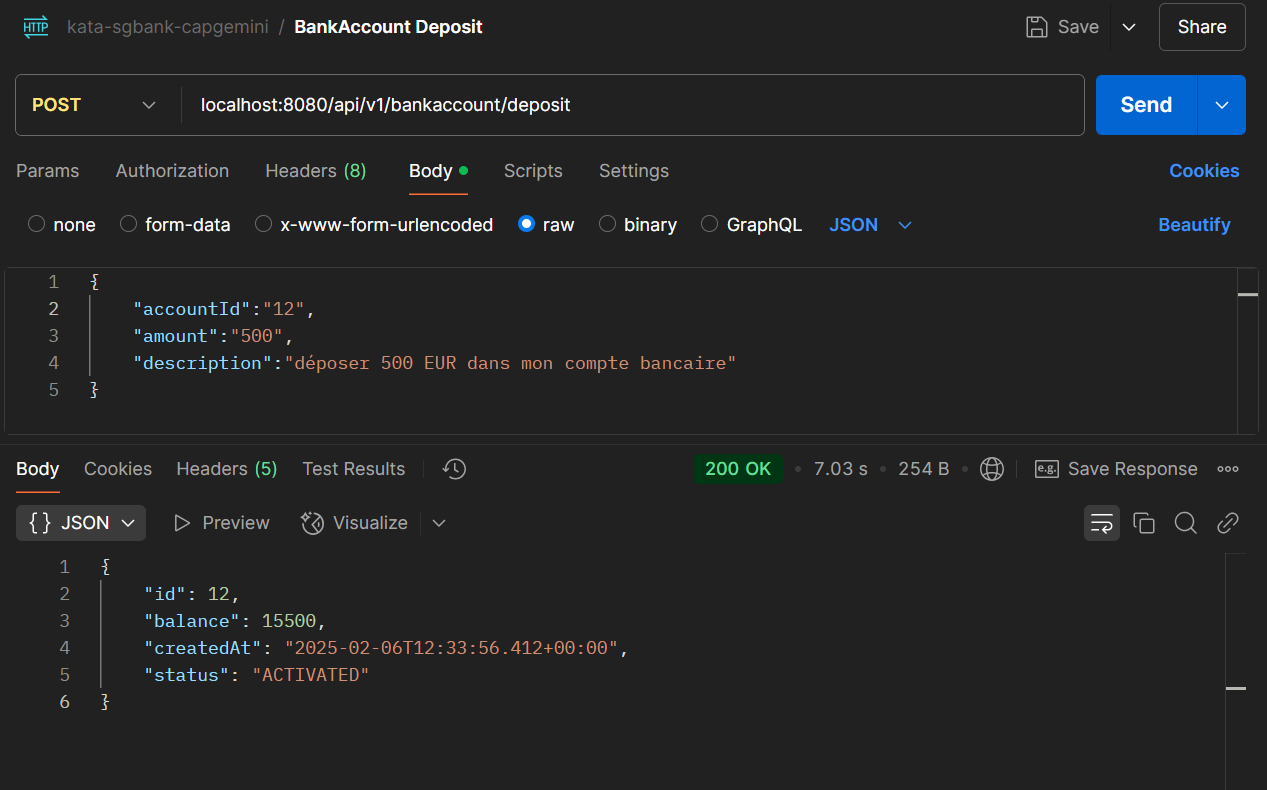 HTTP kata-sgbank-capgemini / BankAccount Deposit Save Share
POST localhost:8080/api/v1/bankaccount/deposit Send
Params Authorization Headers (8) Body Scripts Settings Cookies
none form-data x-www-form-urlencoded raw binary GraphQL JSON Beautify
1 {
2 "accountId":"12",
3 "amount":"500",
4 "description":"déposer 500 EUR dans mon compte bancaire"
5 }
Body Cookies Headers (5) Test Results 200 OK • 7.03 s • 254 B • e.g. Save Response
{} JSON Preview Visualize
1 {
2 "id": 12,
3 "balance": 15500,
4 "createdAt": "2025-02-06T12:33:56.412+00:00",
5 "status": "ACTIVATED"
6 }